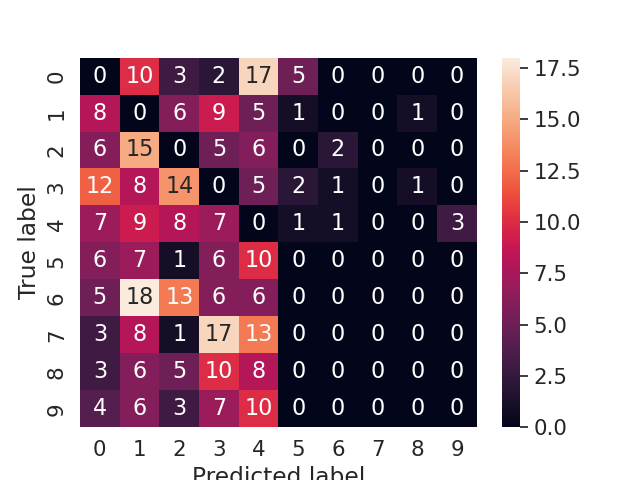 0 0 10 3 2 17 5 0 0 0 0
1 8 0 6 9 5 1 0 0 1 0
2 6 15 0 5 6 0 2 0 0 0
3 12 8 14 0 5 2 1 0 1 0
4 7 9 8 7 0 1 1 0 0 3
5 6 7 1 6 10 0 0 0 0 0
6 5 18 13 6 6 0 0 0 0 0
7 3 8 1 17 13 0 0 0 0 0
8 3 6 5 10 8 0 0 0 0 0
9 4 6 3 7 10 0 0 0 0 0
0 1 2 3 4 5 6 7 8 9
True label
Predicted label
17.5
15.0
12.5
10.0
7.5
5.0
2.5
0.0